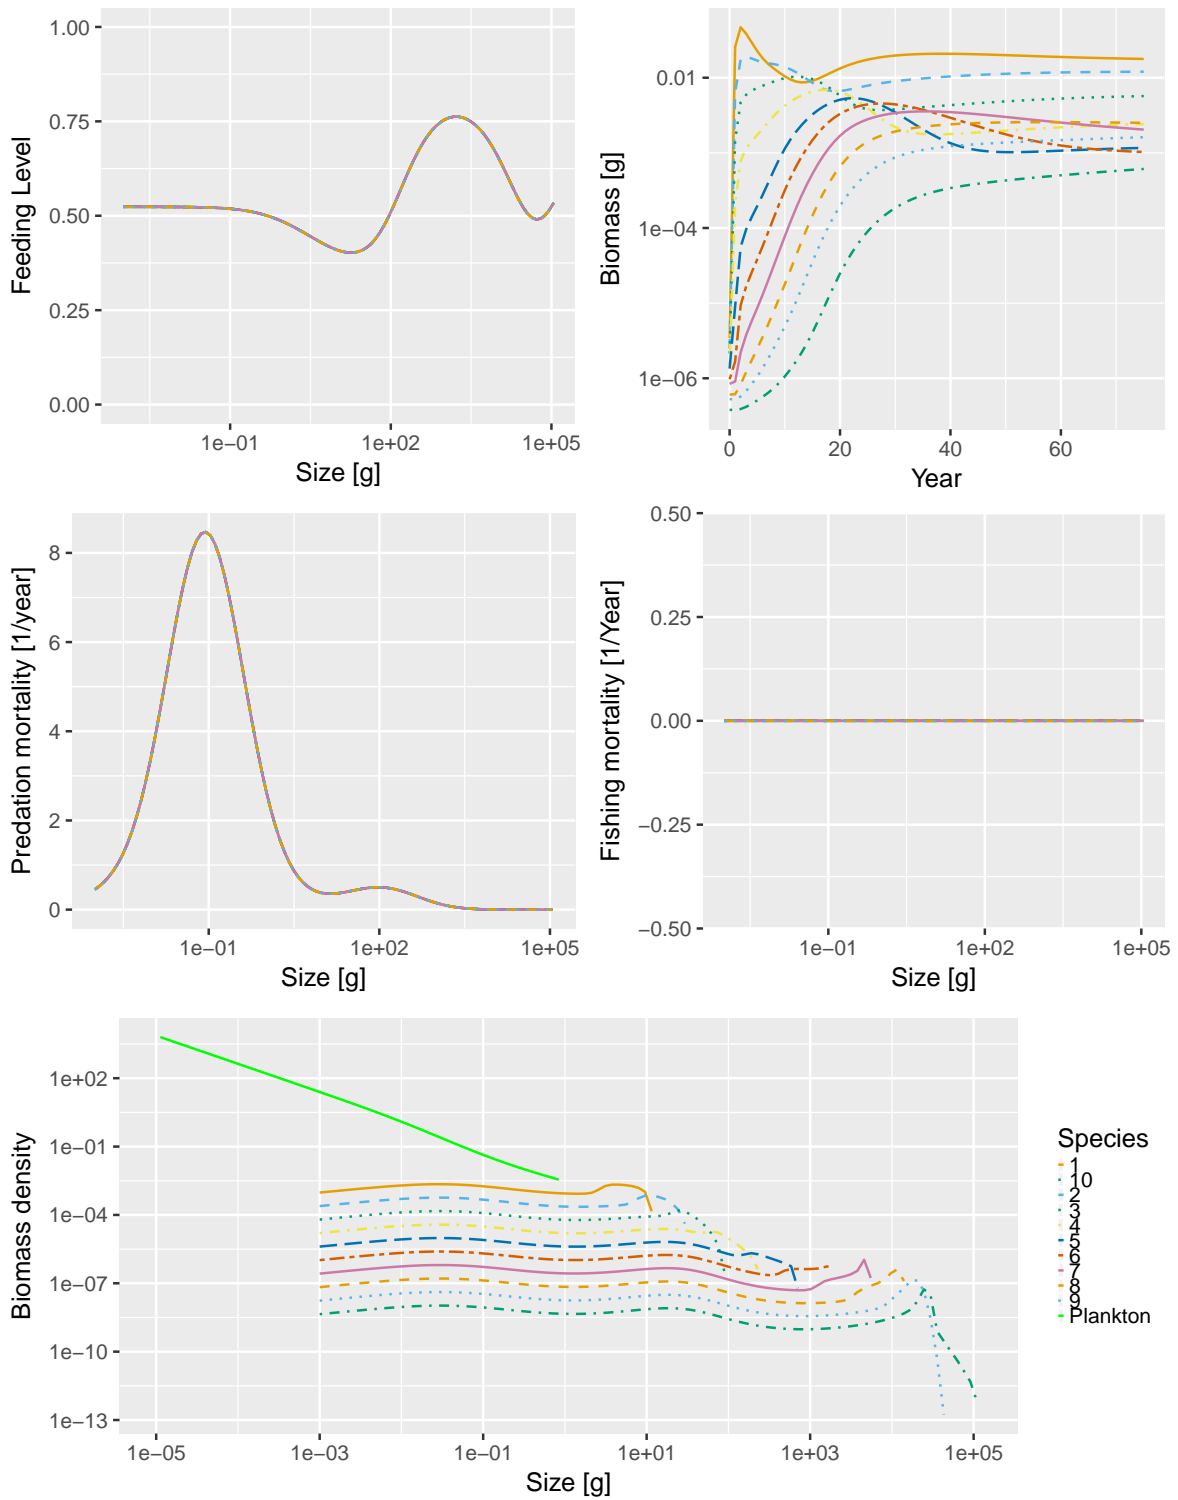 1.00
0.75
0.50
0.25
0.00
Feeding Level
1e−01
1e+02
1e+05
Size [g]
0.01
1e−04
1e−06
Biomass [g]
0
20
40
60
Year
8
6
4
2
0
Predation mortality [1/year]
1e−01
1e+02
1e+05
Size [g]
0.50
0.25
0.00
−0.25
−0.50
Fishing mortality [1/Year]
1e−01
1e+02
1e+05
Size [g]
1e+02
1e−01
1e−04
1e−07
1e−10
1e−13
Biomass density
1e−05
1e−03
1e−01
1e+01
1e+03
1e+05
Size [g]
Species
1
10
2
3
4
5
6
7
8
9
Plankton